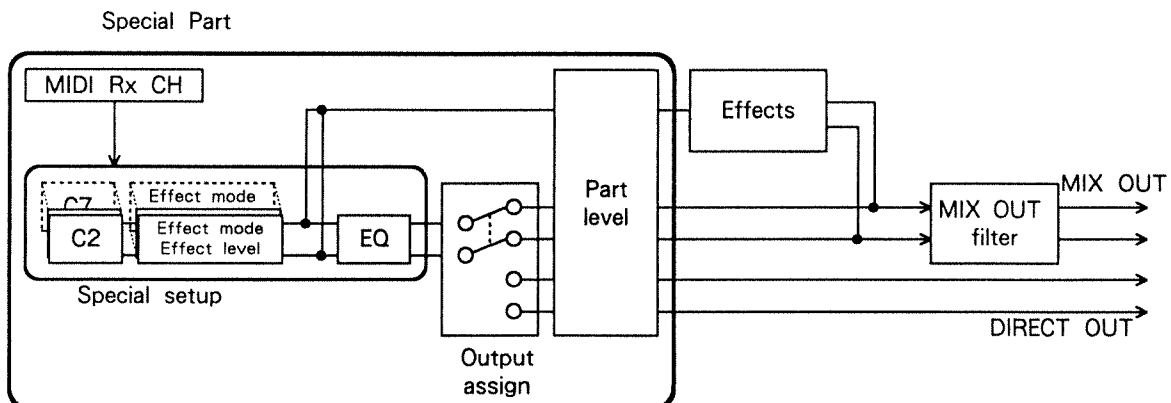 Special Part
MIDI Rx CH
Effects
C7
Effect mode
C2
Effect mode
Effect level
EQ
Part
level
MIX OUT
MIX OUT
filter
Special setup
DIRECT OUT
Output
assign